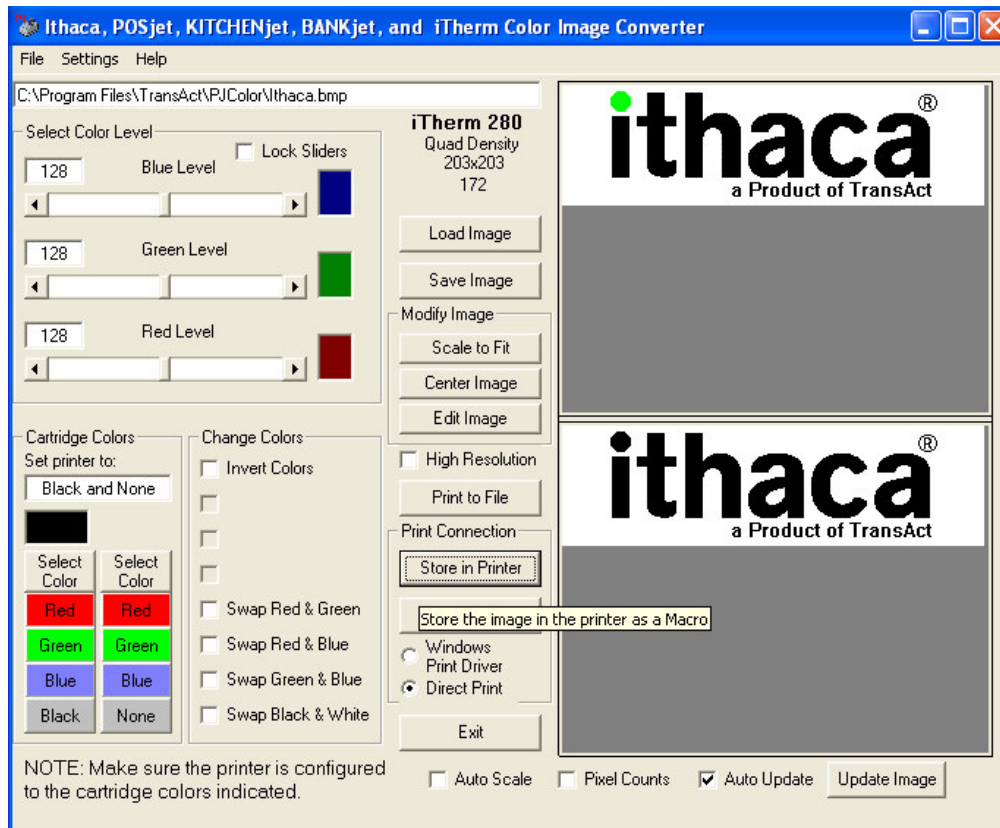 Ithaca, POSjet, KITCHENjet, BANKjet, and iTherm Color Image Converter
File Settings Help
C:\Program Files\TransAct\PJColor\Ithaca.bmp
Select Color Level
Lock Sliders
128
Blue Level
128
Green Level
128
Red Level
iTherm 280
Quad Density
203x203
172
Load Image
Save Image
Modify Image
Scale to Fit
Center Image
Edit Image
High Resolution
Print to File
Print Connection
Store in Printer
Store the image in the printer as a Macro
Windows
Print Driver
Direct Print
Exit
Cartridge Colors
Set printer to:
Black and None
Select
Color
Select
Color
Red
Red
Green
Green
Blue
Blue
Black
None
Change Colors
Invert Colors
Swap Red & Green
Swap Red & Blue
Swap Green & Blue
Swap Black & White
ithaca®
a Product of TransAct
ithaca®
a Product of TransAct
NOTE: Make sure the printer is configured
to the cartridge colors indicated.
Auto Scale
Pixel Counts
Auto Update
Update Image